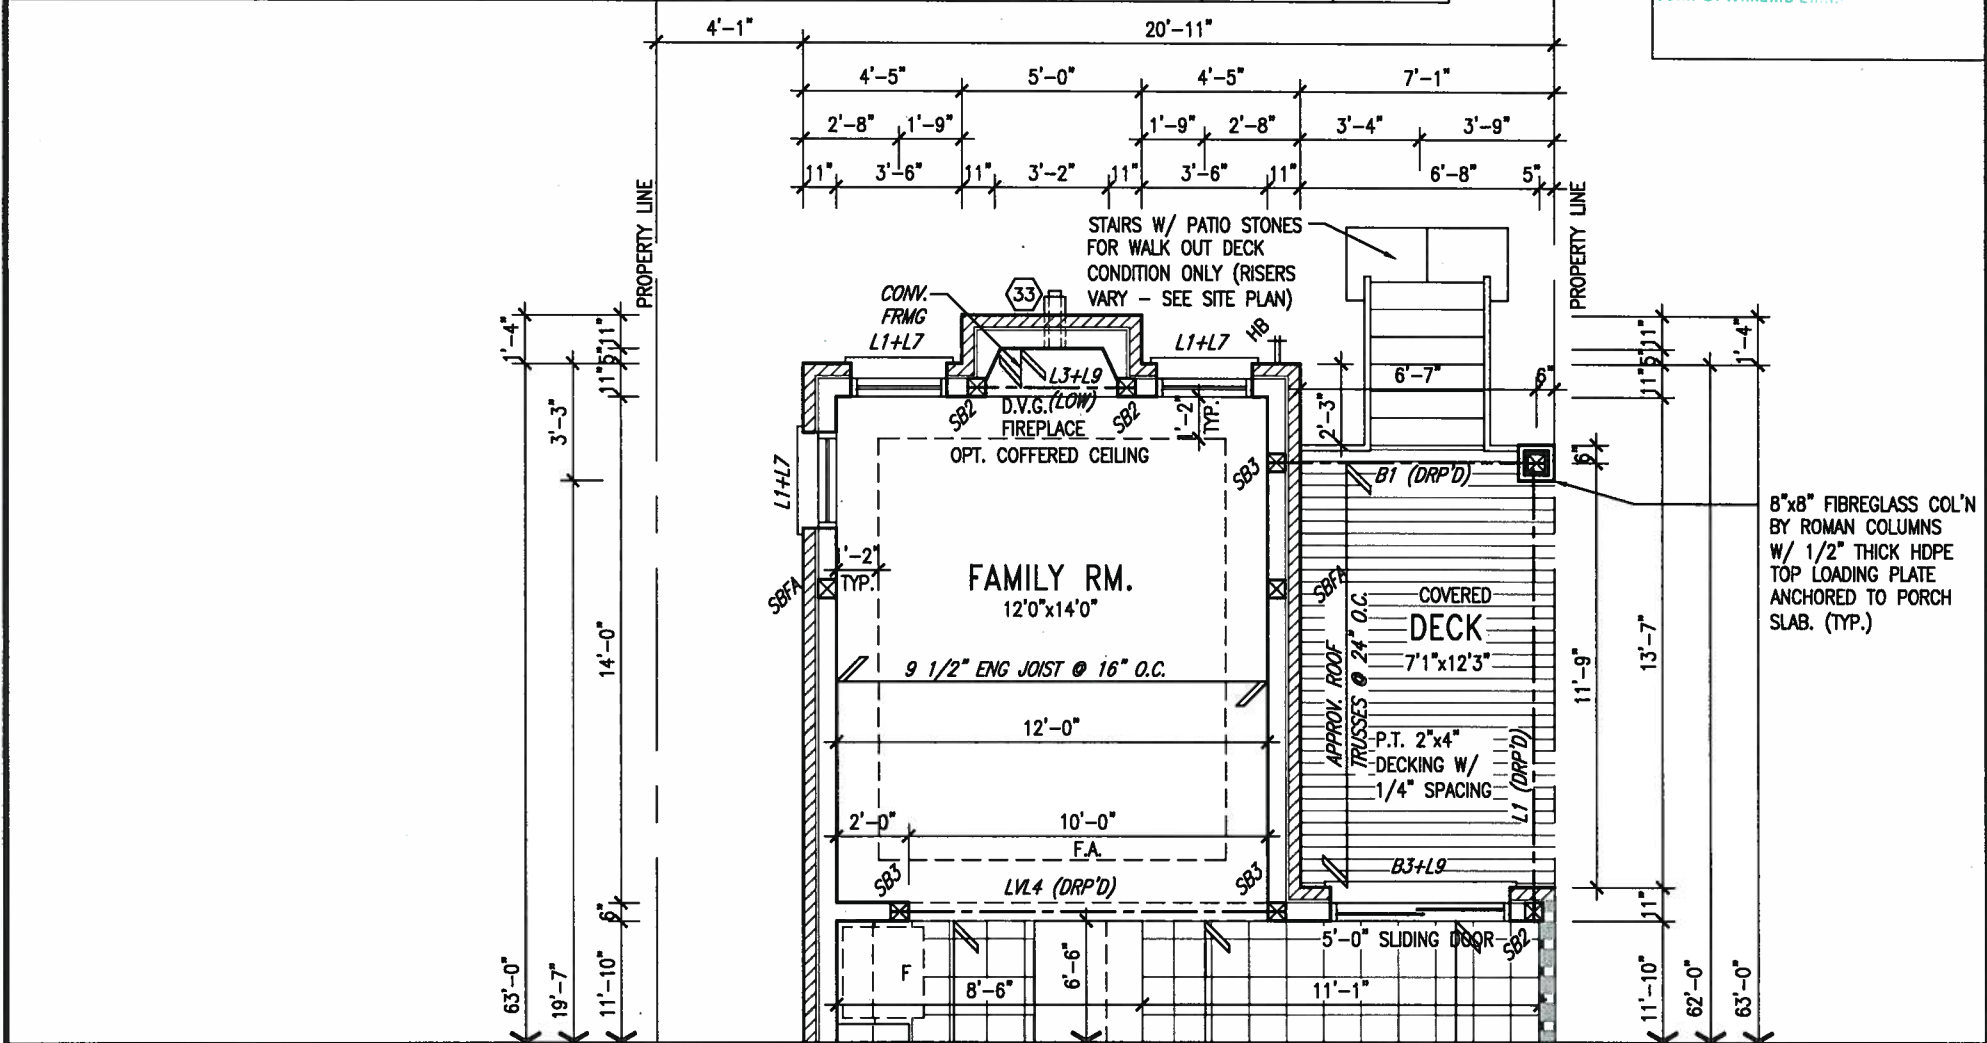 4'-1"
20'-11"
4'-5"
5'-0"
4'-5"
7'-1"
2'-8"
1'-9"
1'-9"
2'-8"
3'-4"
3'-9"
11"
3'-6"
11"
3'-2"
11"
3'-6"
11"
6'-8"
5"
PROPERTY LINE
PROPERTY LINE
STAIRS W/ PATIO STONES
FOR WALK OUT DECK
CONDITION ONLY (RISERS
VARY - SEE SITE PLAN)
CONV.
FRMG
33
HB
L1+L7
L1+L7
1'-4"
11"
5"
11"
3'-3"
11"
5"
11"
1'-4"
L3+L9
6'-7"
6"
SB2
D.V.G.(LOW)
FIREPLACE
SB2
1'-2"
TYP.
2'-3"
OPT. COFFERED CEILING
L1+L7
SB3
B1 (DRP'D)
6"
8"x8" FIBREGLASS COL'N
BY ROMAN COLUMNS
W/ 1/2" THICK HDPE
TOP LOADING PLATE
ANCHORED TO PORCH
SLAB. (TYP.)
1'-2"
TYP.
SBFA
FAMILY RM.
12'0"x14'0"
SBFA
COVERED
DECK
7'1"x12'3"
APPROV. ROOF
TRUSSES @ 24" O.C.
14'-0"
11'-9"
13'-7"
9 1/2" ENG JOIST @ 16" O.C.
12'-0"
P.T. 2"x4"
DECKING W/
1/4" SPACING
L1 (DRP'D)
2'-0"
10'-0"
F.A.
SB3
LVL4 (DRP'D)
SB3
B3+L9
6"
11"
5'-0" SLIDING DOOR
SB2
F
8'-6"
6'-6"
11'-1"
63'-0"
19'-7"
11'-10"
11'-10"
62'-0"
63'-0"